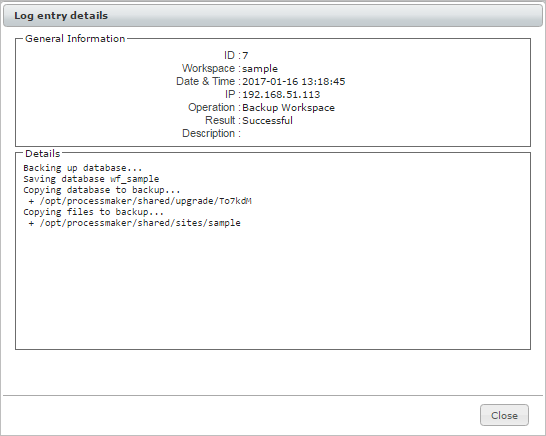 Log entry details
General Information
ID : 7
Workspace : sample
Date & Time : 2017-01-16 13:18:45
IP : 192.168.51.113
Operation : Backup Workspace
Result : Successful
Description :
Details
Backing up database...
Saving database wf_sample
Copying database to backup...
+ /opt/processmaker/shared/upgrade/To7kdM
Copying files to backup...
+ /opt/processmaker/shared/sites/sample
Close